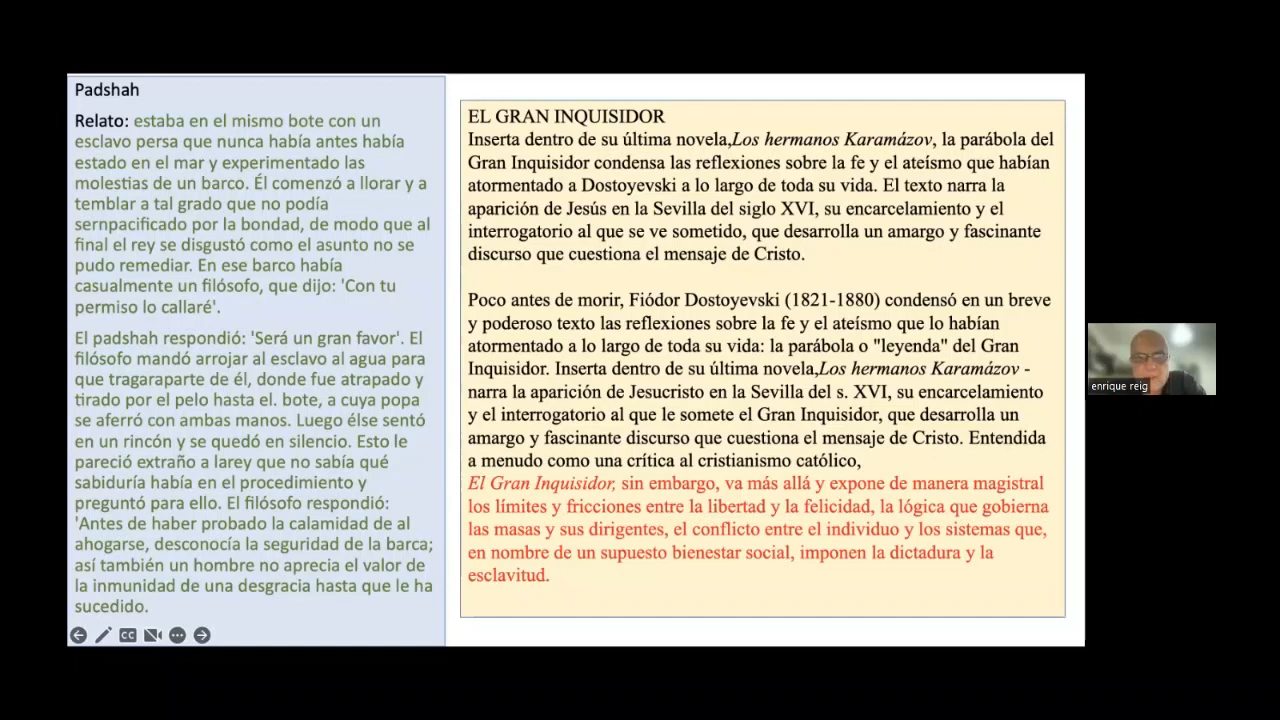 Padshah
Relato: estaba en el mismo bote con un
esclavo persa que nunca había antes había
estado en el mar y experimentado las
molestias de un barco. Él comenzó a llorar y a
temblar a tal grado que no podía
sernpacificado por la bondad, de modo que al
final el rey se disgustó como el asunto no se
pudo remediar. En ese barco había
casualmente un filósofo, que dijo: 'Con tu
permiso lo callaré'.
El padshah respondió: 'Será un gran favor'. El
filósofo mandó arrojar al esclavo al agua para
que tragaraparte de él, donde fue atrapado y
tirado por el pelo hasta el. bote, a cuya popa
se aferró con ambas manos. Luego élse sentó
en un rincón y se quedó en silencio. Esto le
pareció extraño a larey que no sabía qué
sabiduría había en el procedimiento y
preguntó para ello. El filósofo respondió:
'Antes de haber probado la calamidad de al
ahogarse, desconocía la seguridad de la barca;
así también un hombre no aprecia el valor de
la inmunidad de una desgracia hasta que le ha
sucedido.
CC
EL GRAN INQUISIDOR
Inserta dentro de su última novela,Los hermanos Karamázov, la parábola del
Gran Inquisidor condensa las reflexiones sobre la fe y el ateísmo que habían
atormentado a Dostoyevski a lo largo de toda su vida. El texto narra la
aparición de Jesús en la Sevilla del siglo XVI, su encarcelamiento y el
interrogatorio al que se ve sometido, que desarrolla un amargo y fascinante
discurso que cuestiona el mensaje de Cristo.
Poco antes de morir, Fiódor Dostoyevski (1821-1880) condensó en un breve
y poderoso texto las reflexiones sobre la fe y el ateísmo que lo habían
atormentado a lo largo de toda su vida: la parábola o "leyenda" del Gran
Inquisidor. Inserta dentro de su última novela,Los hermanos Karamázov -
narra la aparición de Jesucristo en la Sevilla del s. XVI, su encarcelamiento
y el interrogatorio al que le somete el Gran Inquisidor, que desarrolla un
amargo y fascinante discurso que cuestiona el mensaje de Cristo. Entendida
a menudo como una crítica al cristianismo católico,
El Gran Inquisidor, sin embargo, va más allá y expone de manera magistral
los límites y fricciones entre la libertad y la felicidad, la lógica que gobierna
las masas y sus dirigentes, el conflicto entre el individuo y los sistemas que,
en nombre de un supuesto bienestar social, imponen la dictadura y la
esclavitud.
enrique reig